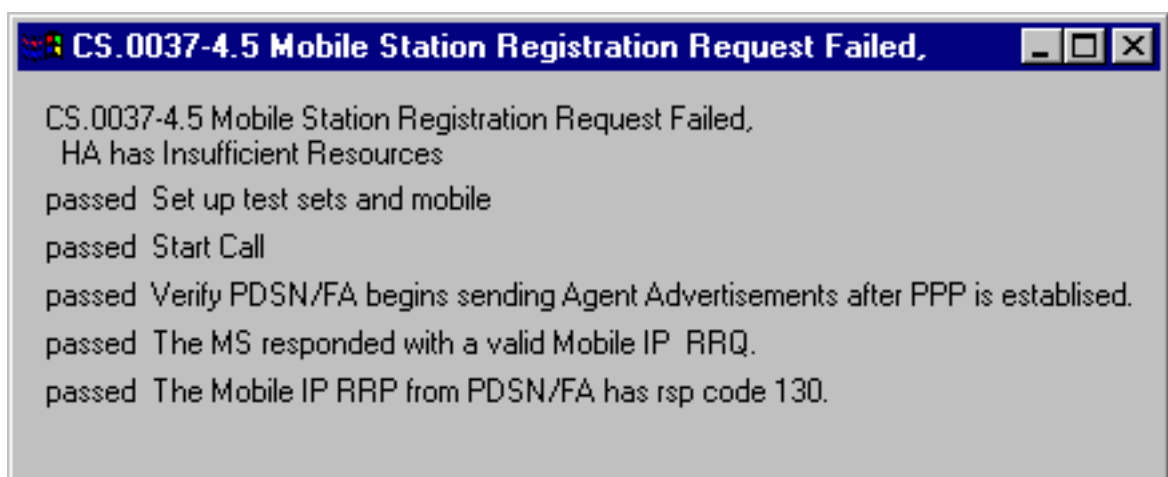 CS.0037-4.5 Mobile Station Registration Request Failed,
CS.0037-4.5 Mobile Station Registration Request Failed,
HA has Insufficient Resources
passed Set up test sets and mobile
passed Start Call
passed Verify PDSN/FA begins sending Agent Advertisements after PPP is establised.
passed The MS responded with a valid Mobile IP RRQ.
passed The Mobile IP RRP from PDSN/FA has rsp code 130.